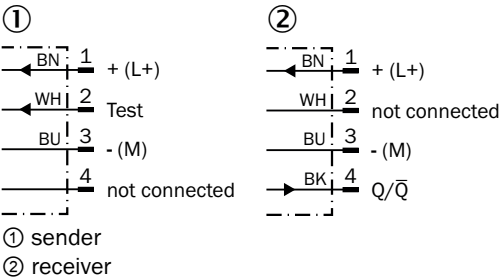 ① ②
BN 1 + (L+)
WH 2 Test
BU 3 - (M)
4 not connected
BN 1 + (L+)
WH 2 not connected
BU 3 - (M)
BK 4 Q/Q̅
① sender
② receiver